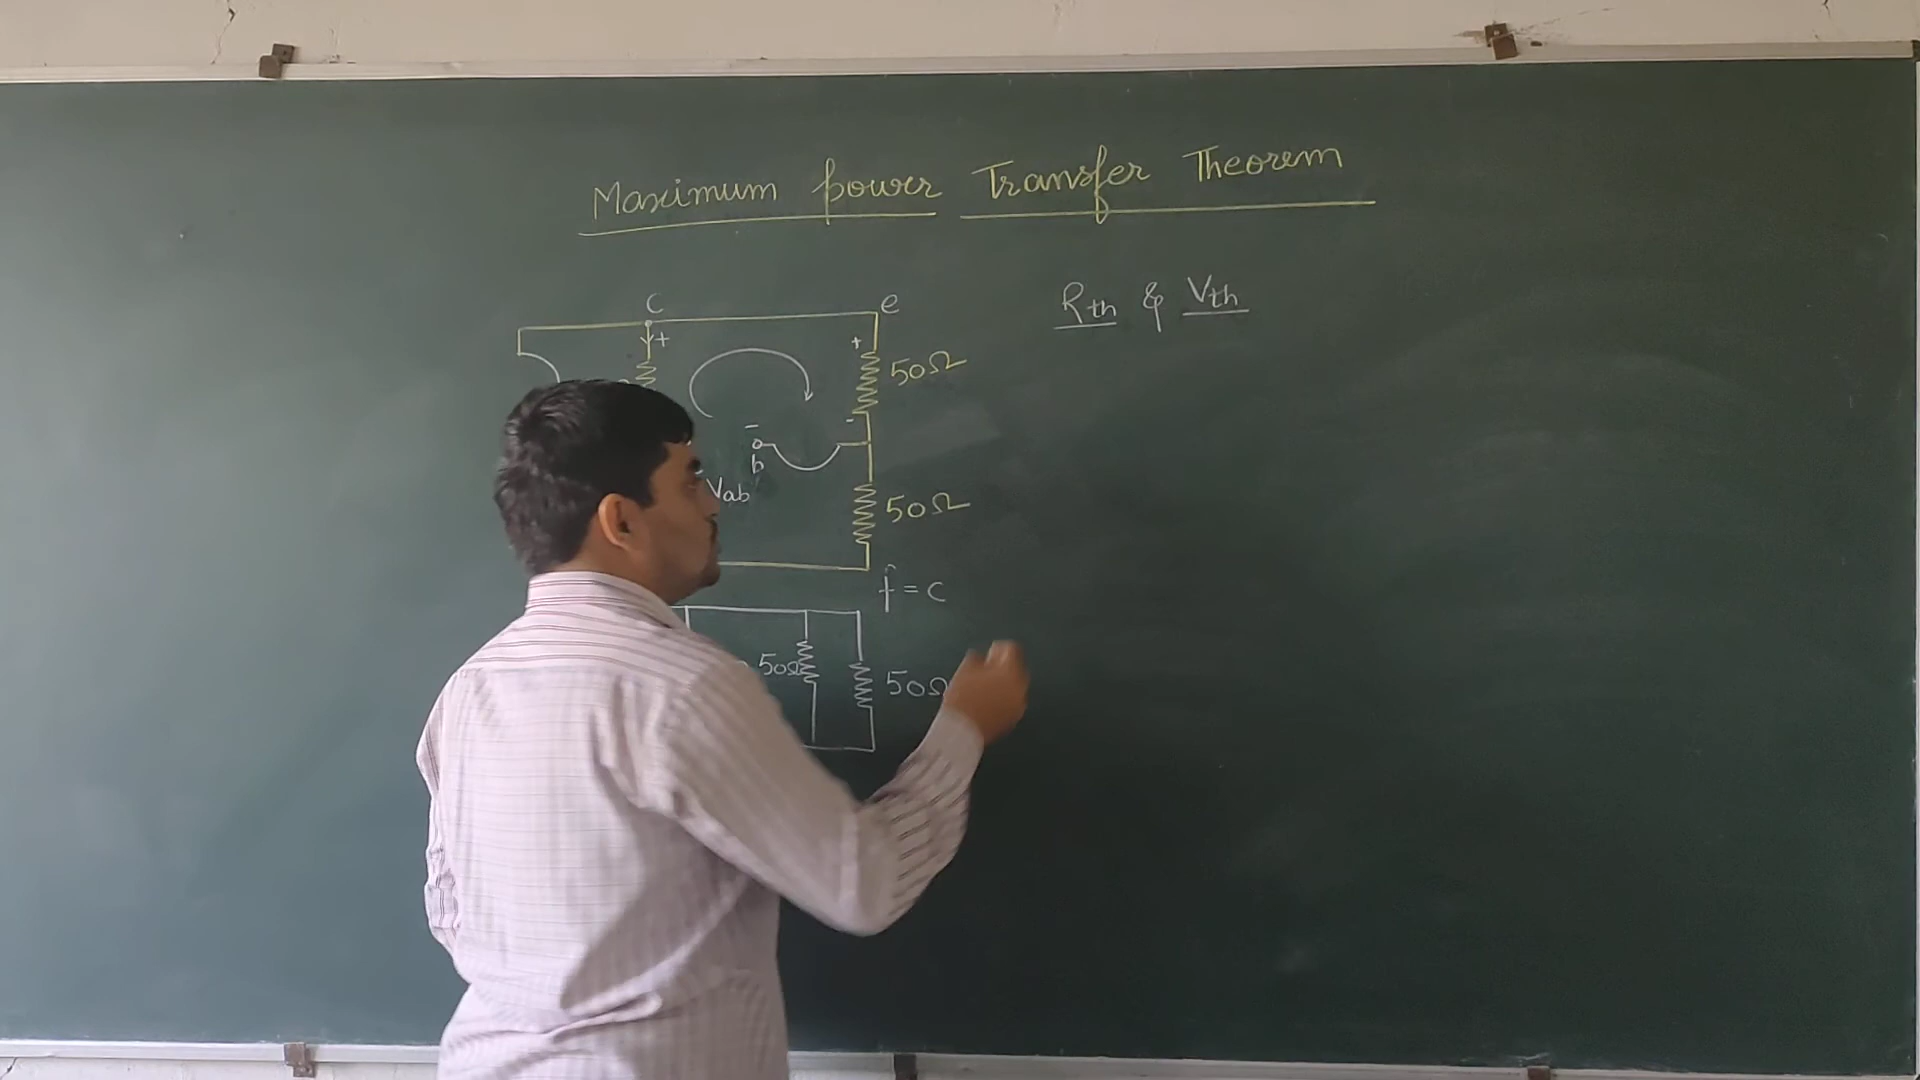 Maximum power Transfer Theorem
Rth & Vth
c e
+ + 50Ω
- -
b
Vab
50Ω
f = c
50Ω 50Ω